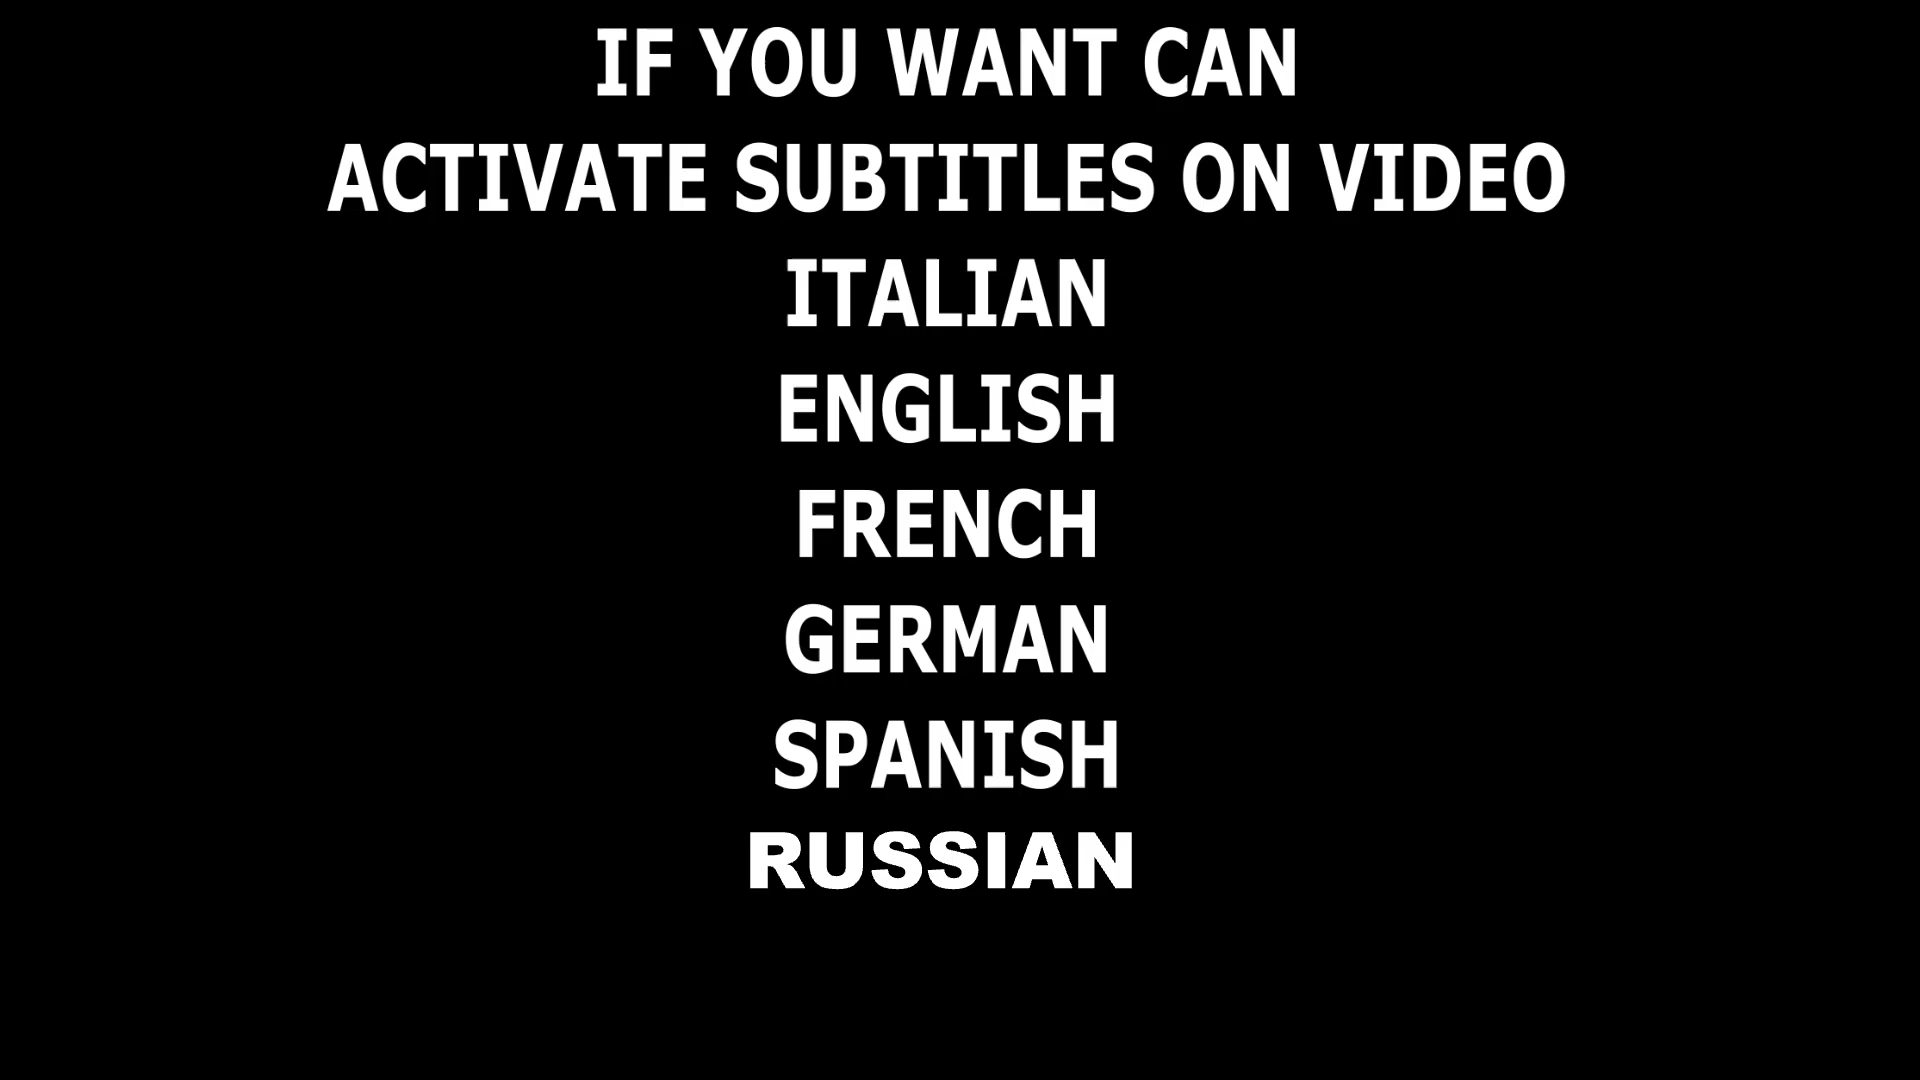 IF YOU WANT CAN
ACTIVATE SUBTITLES ON VIDEO
ITALIAN
ENGLISH
FRENCH
GERMAN
SPANISH
RUSSIAN